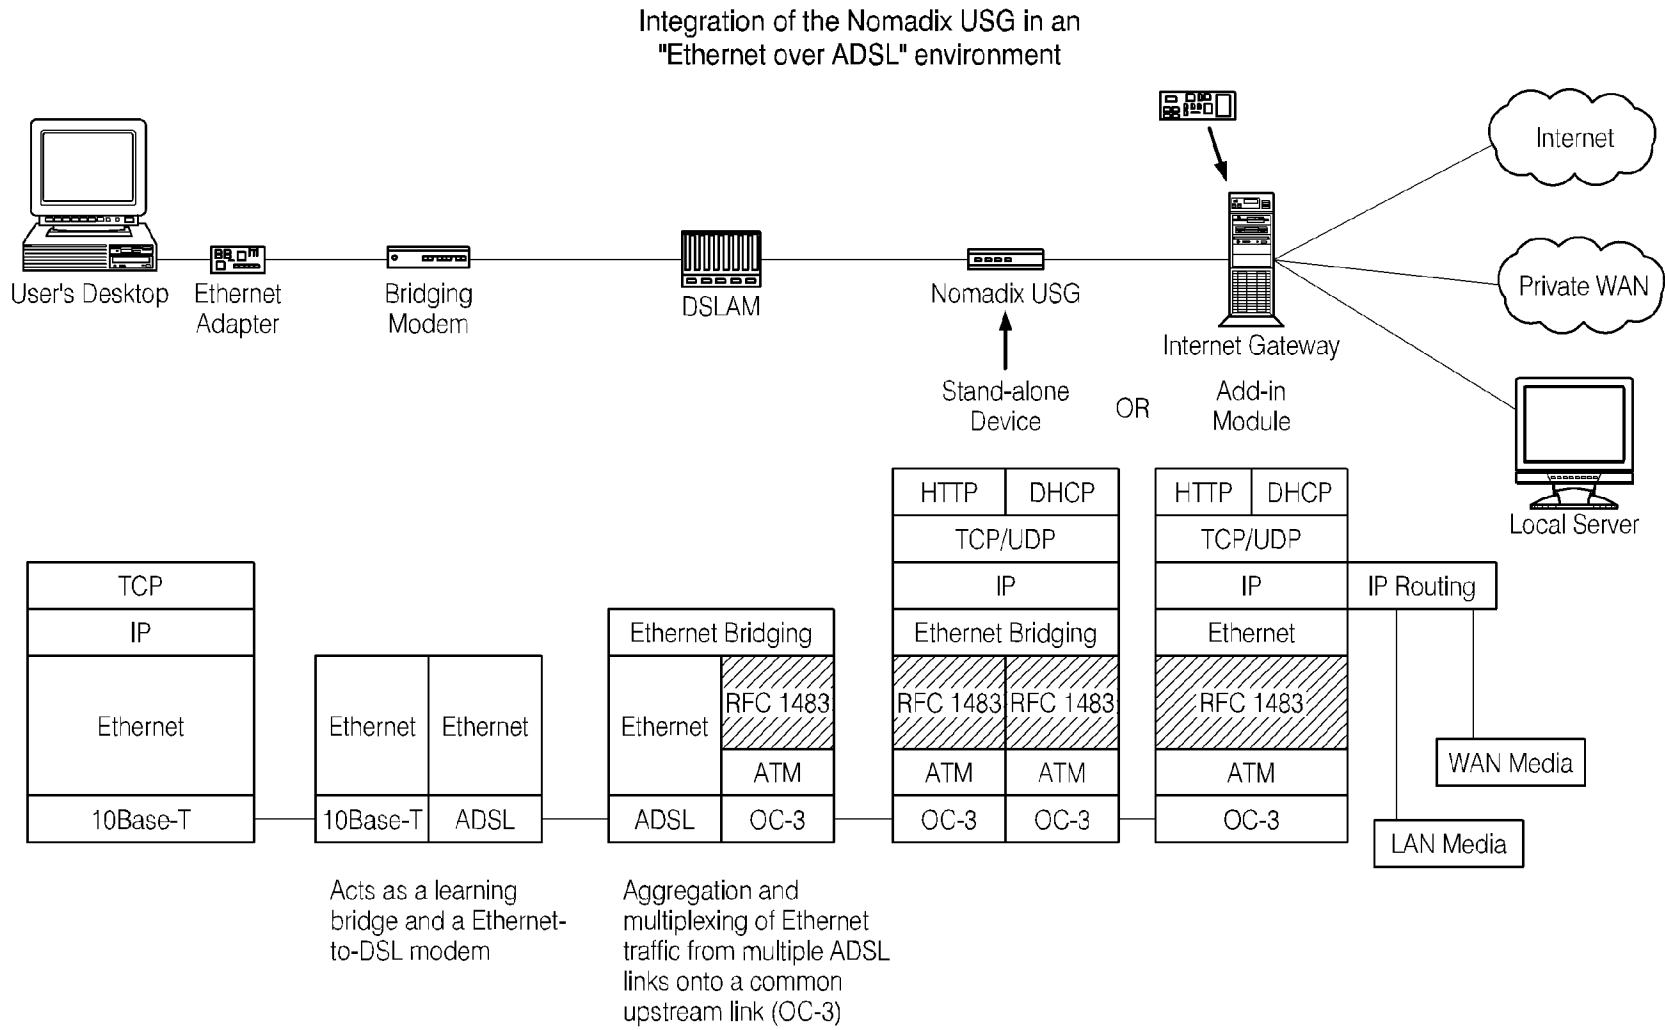 Integration of the Nomadix USG in an
"Ethernet over ADSL" environment
Internet
Private WAN
User's Desktop
Ethernet
Adapter
Bridging
Modem
DSLAM
Nomadix USG
Internet Gateway
Stand-alone
Device
OR
Add-in
Module
Local Server
HTTP DHCP
TCP/UDP
IP
Ethernet Bridging
RFC 1483 RFC 1483
ATM ATM
OC-3 OC-3
HTTP DHCP
TCP/UDP
IP
IP Routing
Ethernet
RFC 1483
ATM
OC-3
WAN Media
LAN Media
TCP
IP
Ethernet
10Base-T
Ethernet Ethernet
10Base-T ADSL
Ethernet Bridging
Ethernet
RFC 1483
ATM
ADSL OC-3
Acts as a learning
bridge and a Ethernet-
to-DSL modem
Aggregation and
multiplexing of Ethernet
traffic from multiple ADSL
links onto a common
upstream link (OC-3)